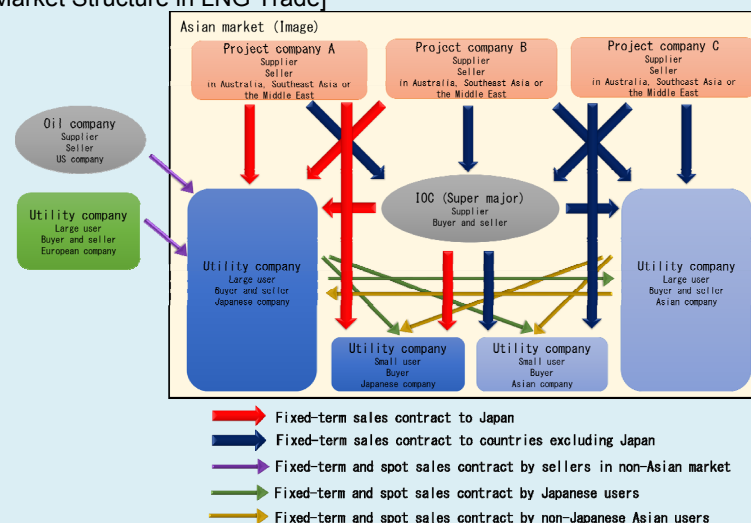 Market Structure in LNG Trade]
Asian market (Image)
Project company A
Supplier
Seller
in Australia, Southeast Asia or
the Middle East
Project company B
Supplier
Seller
in Australia, Southeast Asia or
the Middle East
Project company C
Supplier
Seller
in Australia, Southeast Asia or
the Middle East
Oil company
Supplier
Seller
US company
Utility company
Large user
Buyer and seller
European company
IOC (Super major)
Supplier
Buyer and seller
Utility company
Large user
Buyer and seller
Japanese company
Utility company
Large user
Buyer and seller
Asian company
Utility company
Small user
Buyer
Japanese company
Utility company
Small user
Buyer
Asian company
Fixed-term sales contract to Japan
Fixed-term sales contract to countries excluding Japan
Fixed-term and spot sales contract by sellers in non-Asian market
Fixed-term and spot sales contract by Japanese users
Fixed-term and spot sales contract by non-Japanese Asian users